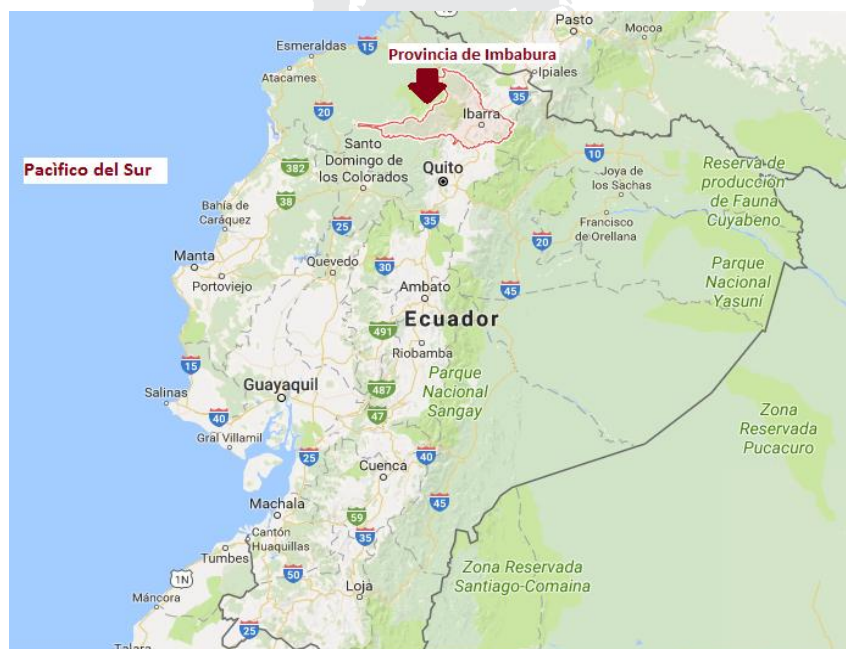 Pasto
Mocoa
Esmeraldas
15
Provincia de Imbabura
Atacames
Ipiales
20
35
Ibarra
Santo
Domingo de
los Colorados
10
Pacìfico del Sur
382
Quito
Joya de
los Sachas
Reserva de
producción
de Fauna
Cuyabeno
38
Bahía de
Caráquez
25
35
Francisco
de Orellana
20
Manta
Quevedo
30
Portoviejo
Parque
Nacional
Yasuní
Ambato
45
Ecuador
491
Riobamba
15
Parque
Nacional
Sangay
Salinas
Guayaquil
487
40
47
Zona
Reservada
Pucacuro
Gral Villamil
25
40
Cuenca
45
Machala
59
Cantón
Huaquillas
35
Tumbes
1N
50
Zona Reservada
Santiago-Comaina
Máncora
Loja
25
Talara